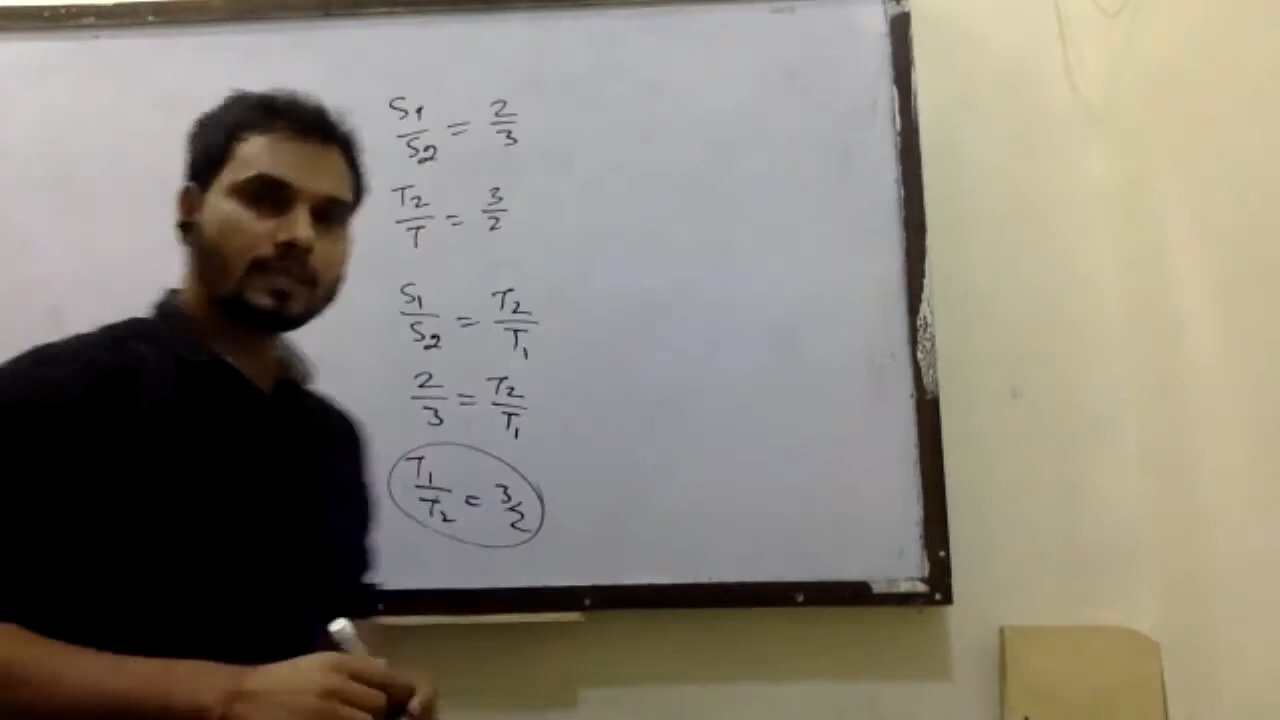 S1/S2 = 2/3
T2/T = 3/2
S1/S2 = T2/T1
2/3 = T2/T1
T1/T2 = 3/2